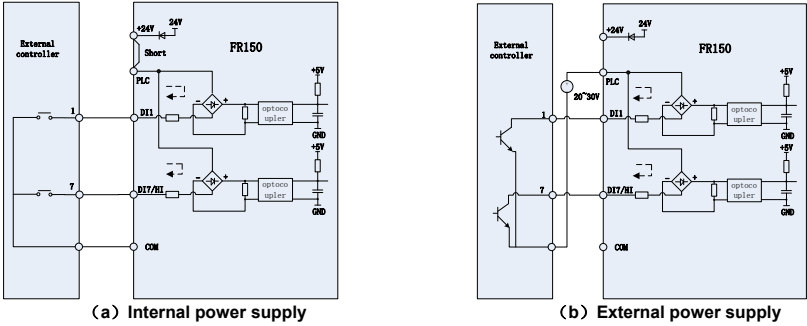 External
controller
+24V
24V
Short
FR150
PLC
+5V
1
DI1
- +
optoco
upler
GND
+5V
7
DI7/HI
- +
optoco
upler
GND
COM
(a) Internal power supply
External
controller
+24V
24V
FR150
PLC
20~30V
+5V
1
DI1
- +
optoco
upler
GND
+5V
7
DI7/HI
- +
optoco
upler
GND
COM
(b) External power supply